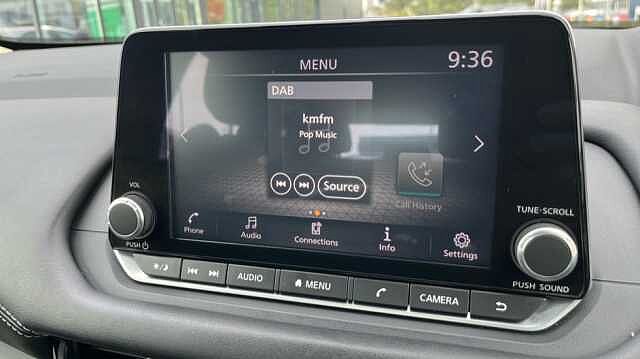 MENU
9:36
DAB
kmfm
Pop Music
Source
Call History
Phone
Audio
Connections
Info
Settings
VOL
PUSH
TUNE·SCROLL
PUSH SOUND
AUDIO
MENU
CAMERA